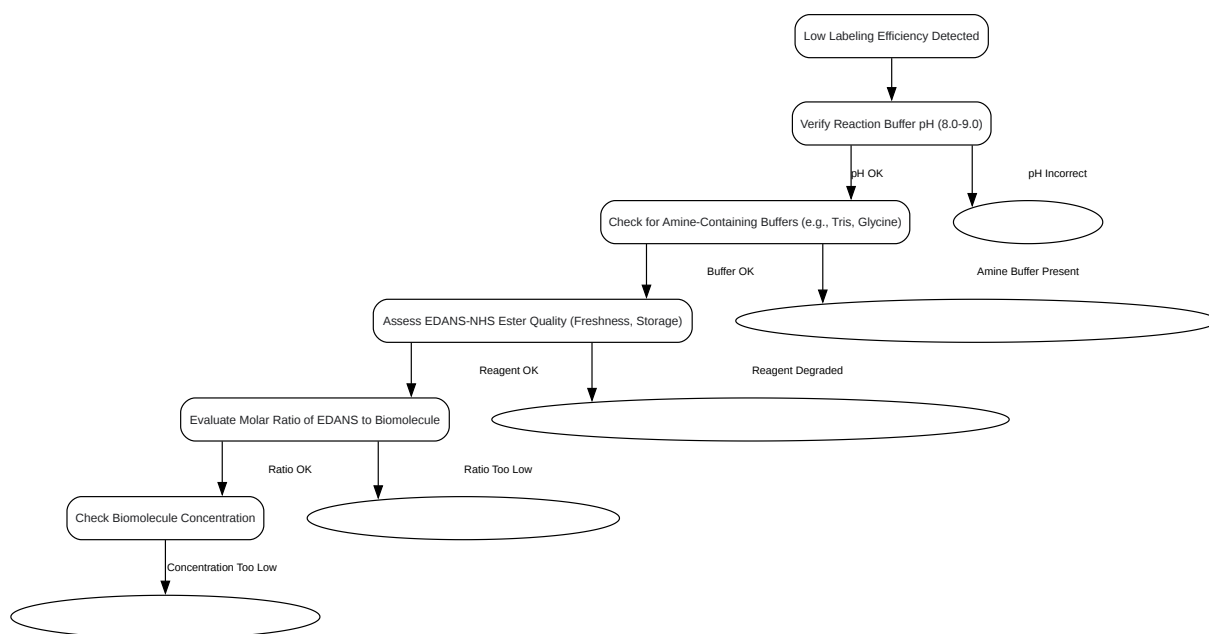 Low Labeling Efficiency Detected
Verify Reaction Buffer pH (8.0-9.0)
pH OK
pH Incorrect
Check for Amine-Containing Buffers (e.g., Tris, Glycine)
Buffer OK
Amine Buffer Present
Assess EDANS-NHS Ester Quality (Freshness, Storage)
Reagent OK
Reagent Degraded
Evaluate Molar Ratio of EDANS to Biomolecule
Ratio OK
Ratio Too Low
Check Biomolecule Concentration
Concentration Too Low